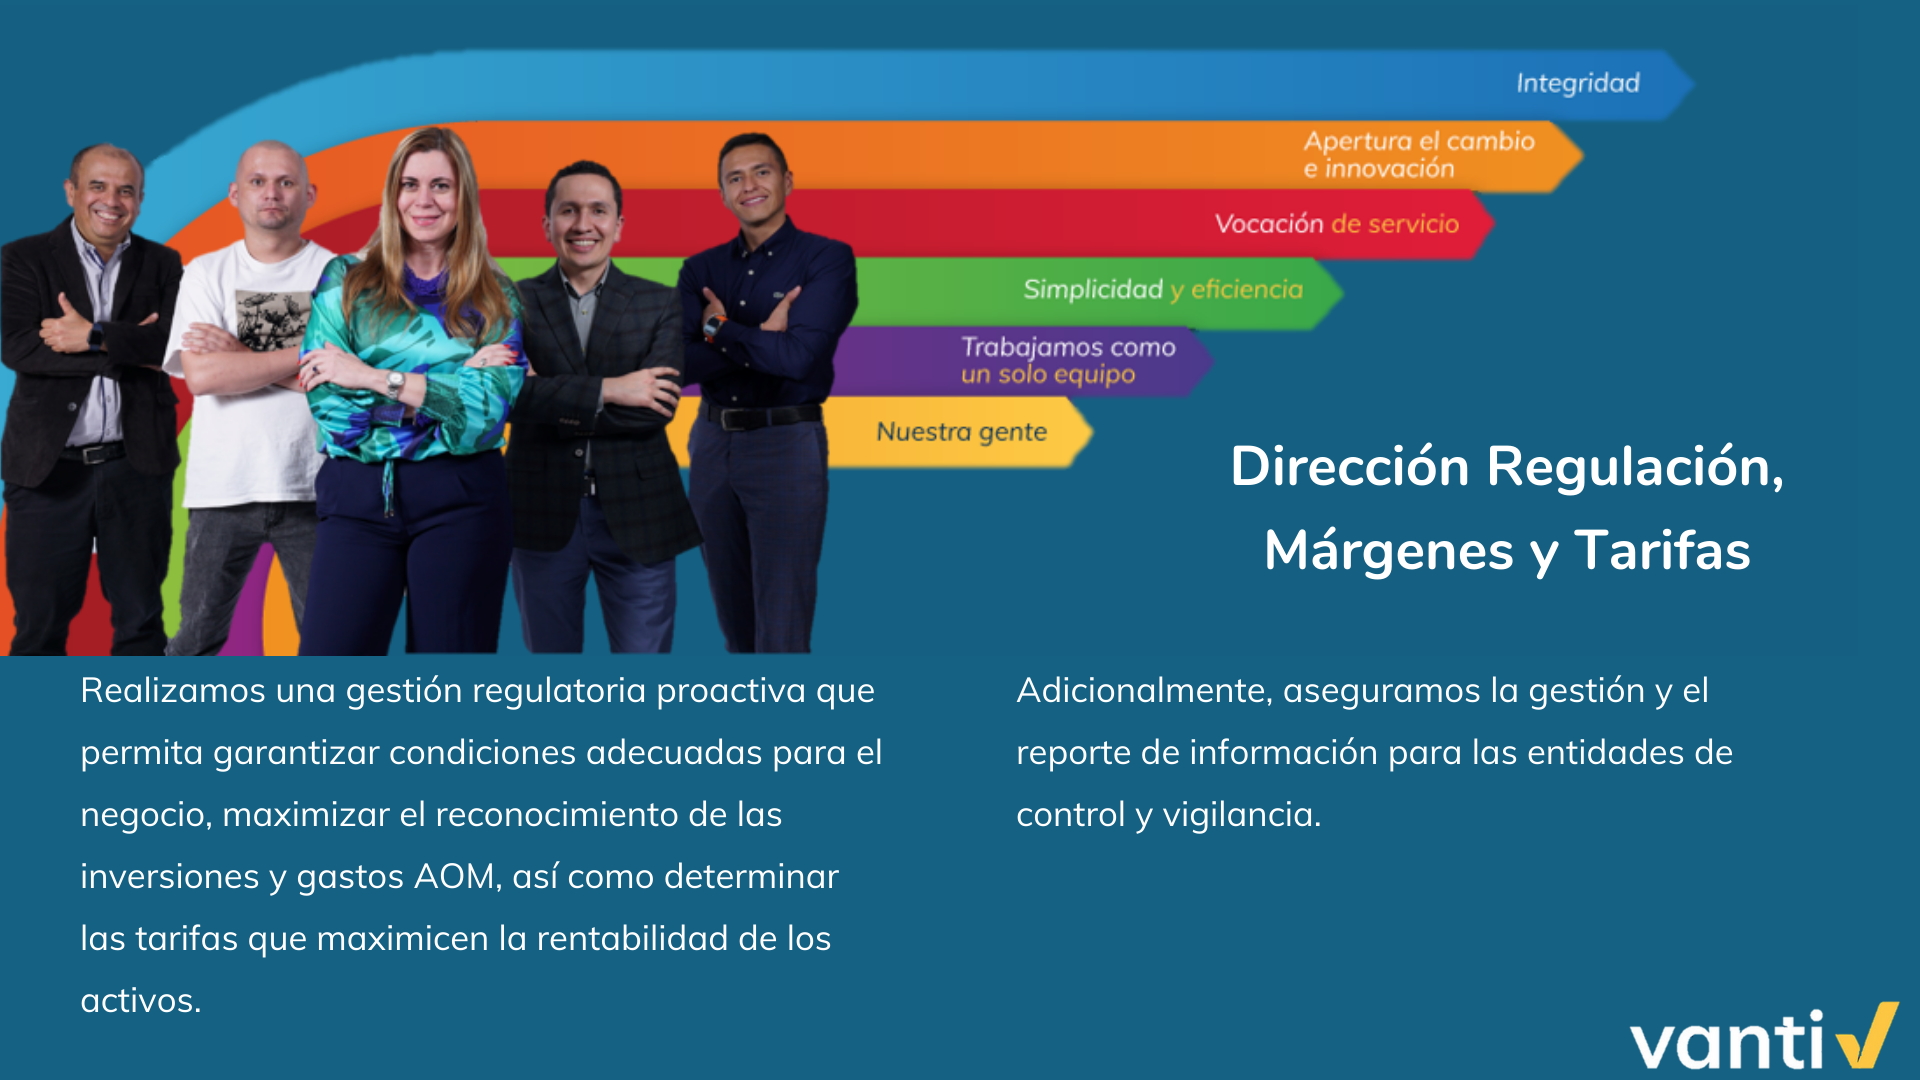 Integridad
Apertura el cambio
e innovación
Vocación de servicio
Simplicidad y eficiencia
Trabajamos como
un solo equipo
Nuestra gente
Dirección Regulación,
Márgenes y Tarifas
Realizamos una gestión regulatoria proactiva que
permita garantizar condiciones adecuadas para el
negocio, maximizar el reconocimiento de las
inversiones y gastos AOM, así como determinar
las tarifas que maximicen la rentabilidad de los
activos.
Adicionalmente, aseguramos la gestión y el
reporte de información para las entidades de
control y vigilancia.
vanti